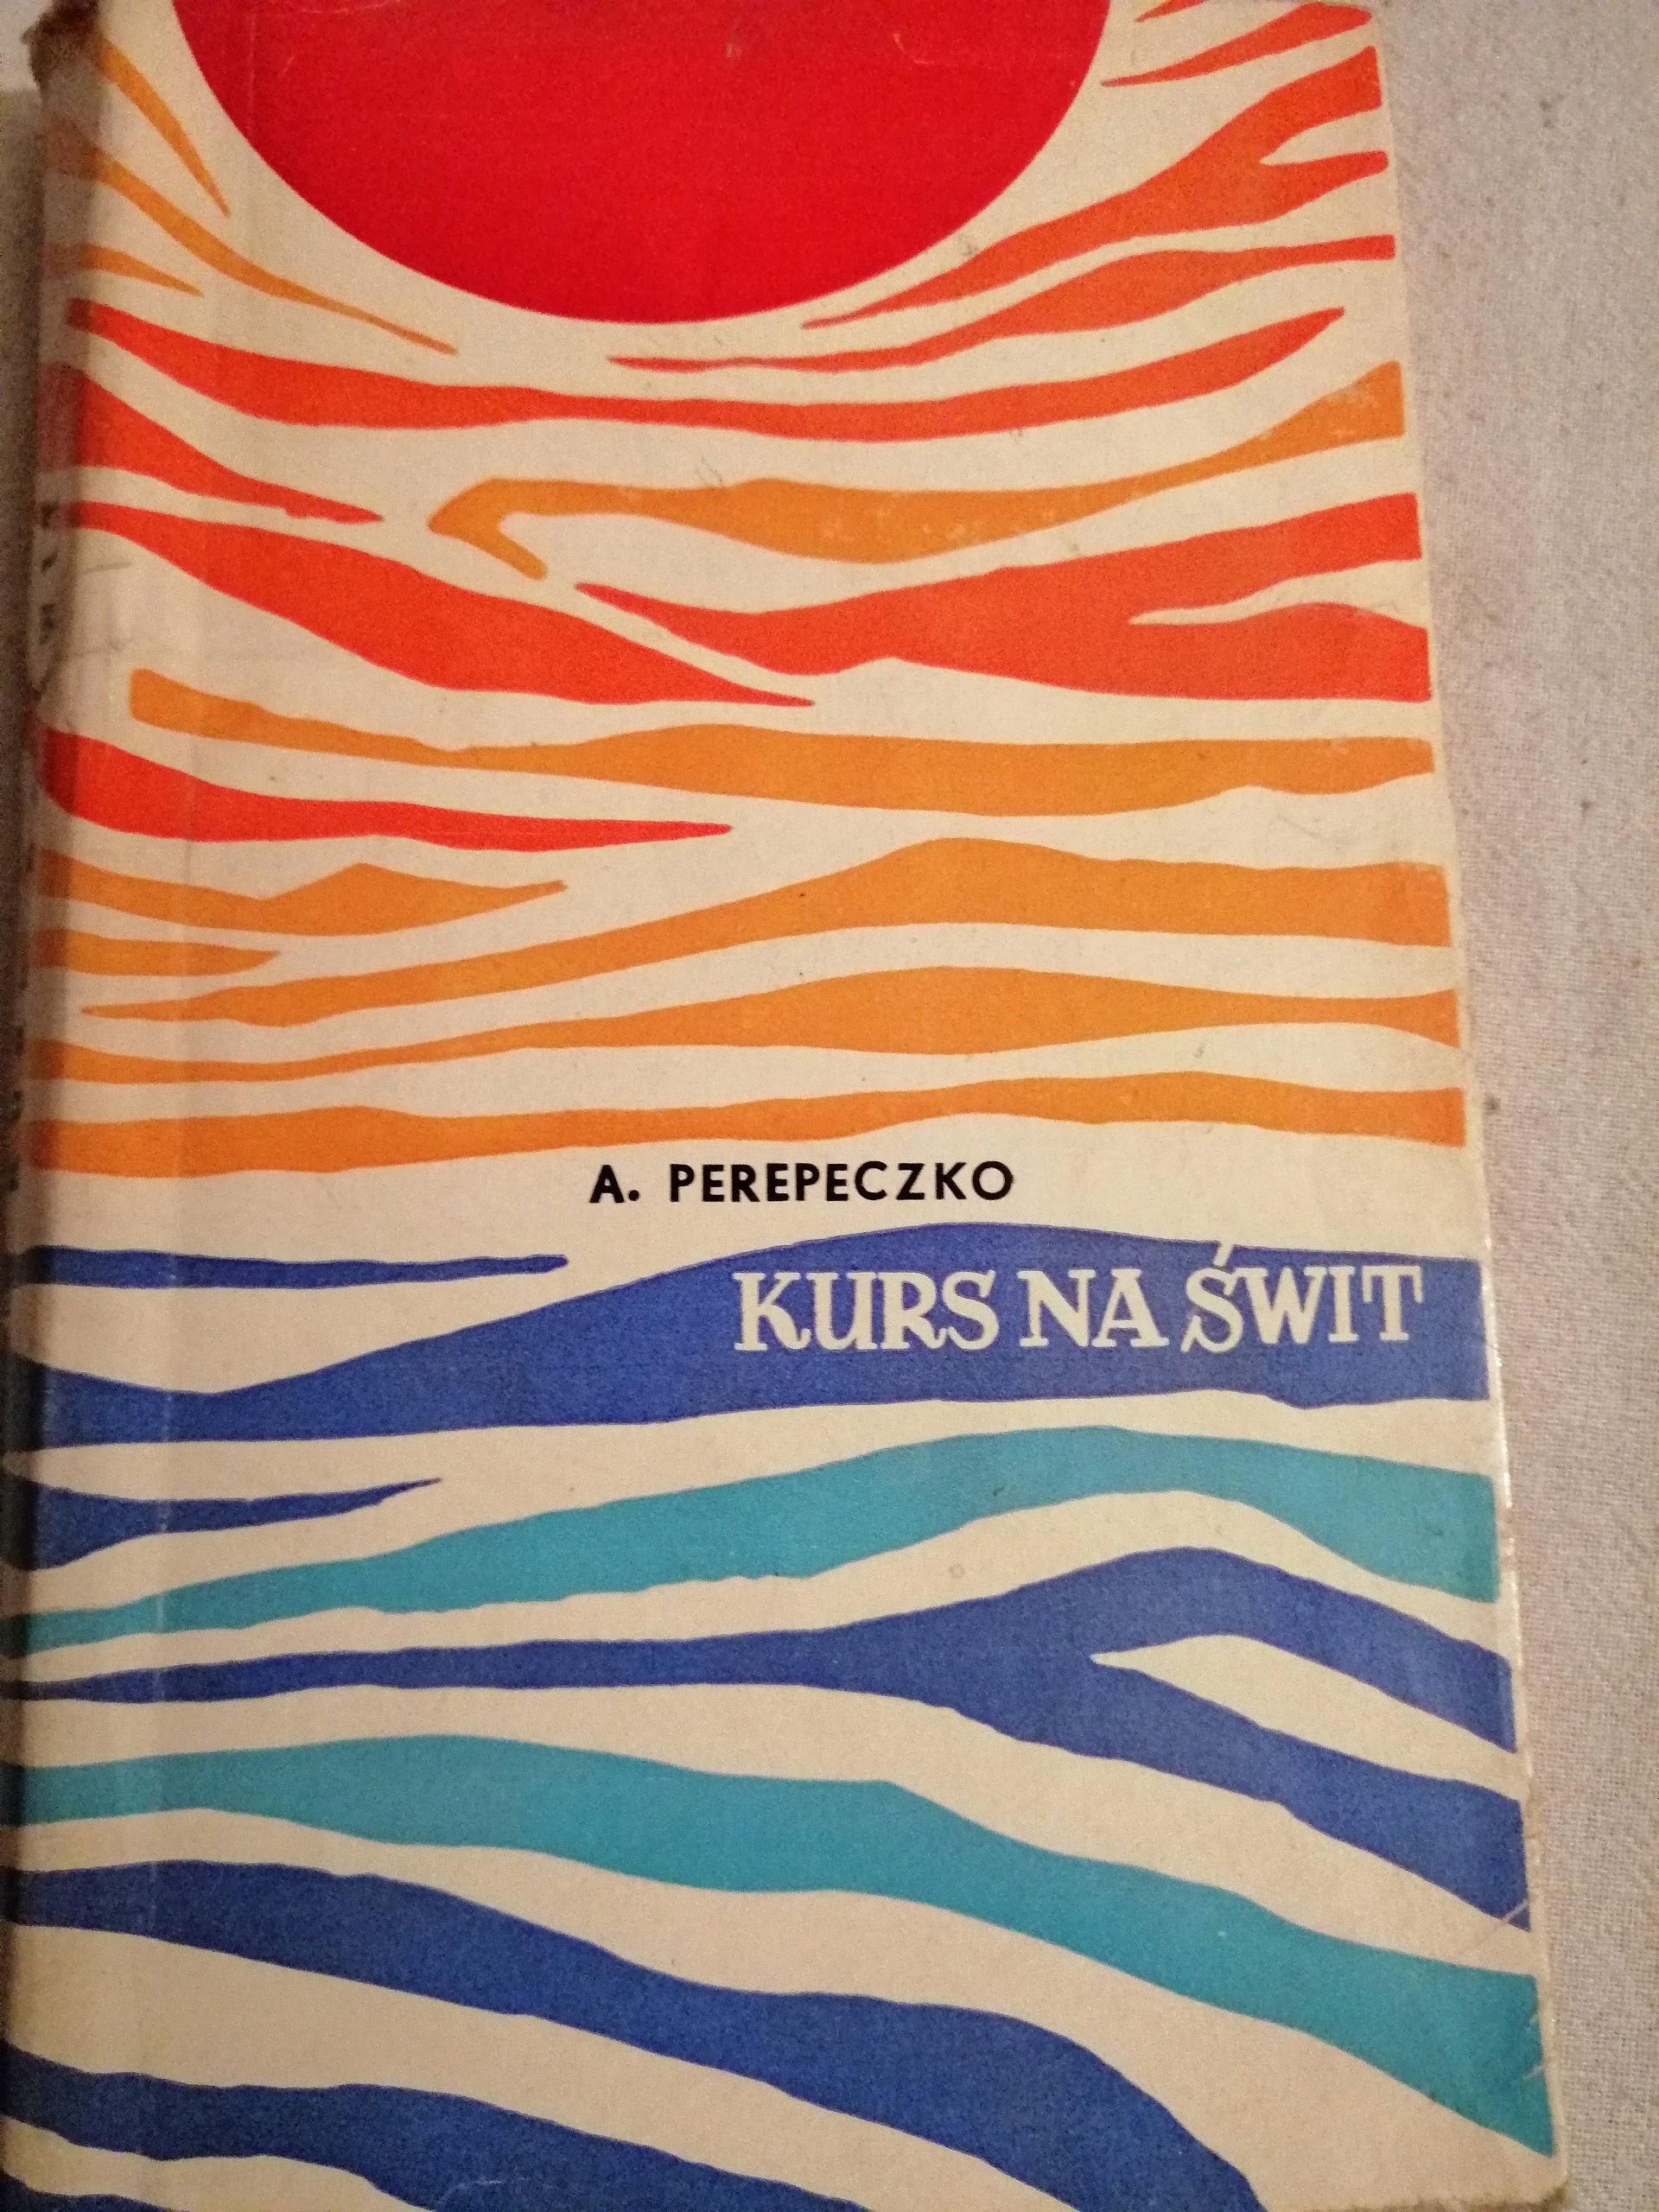 A. PEREPECZKO
KURS NA ŚWIT